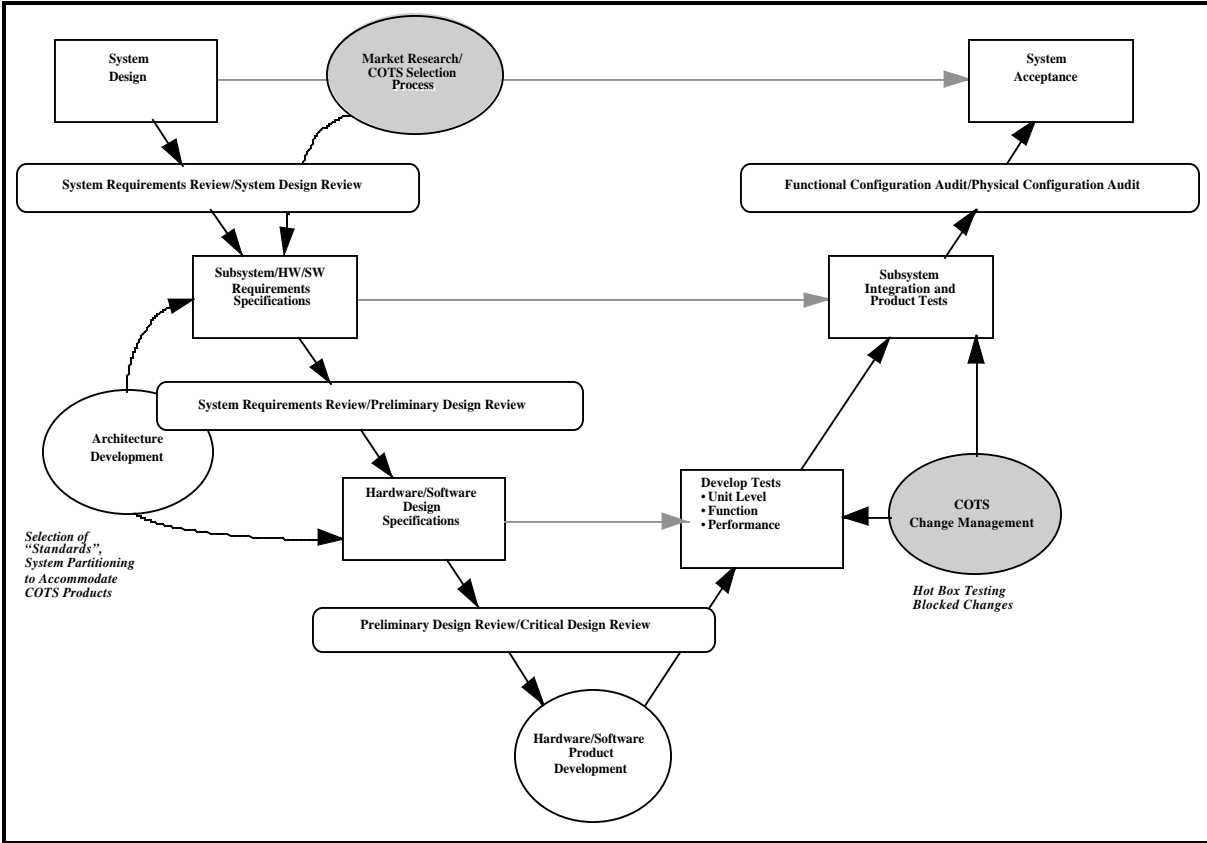 System
Design
Market Research/
COTS Selection
Process
System
Acceptance
System Requirements Review/System Design Review
Functional Configuration Audit/Physical Configuration Audit
Subsystem/HW/SW
Requirements
Specifications
Subsystem
Integration and
Product Tests
System Requirements Review/Preliminary Design Review
Architecture
Development
Hardware/Software
Design
Specifications
Develop Tests
• Unit Level
• Function
• Performance
COTS
Change Management
Selection of
“Standards”,
System Partitioning
to Accommodate
COTS Products
Hot Box Testing
Blocked Changes
Preliminary Design Review/Critical Design Review
Hardware/Software
Product
Development